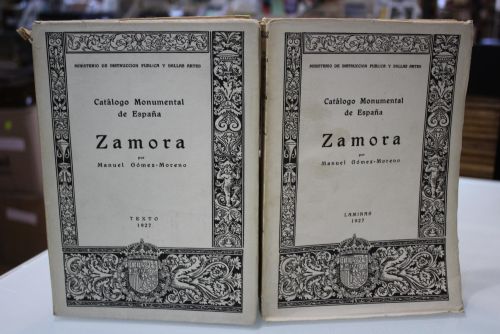 MINISTERIO DE INSTRUCCION PUBLICA Y BELLAS ARTES
Catálogo Monumental
de España
Zamora
por
Manuel Gómez-Moreno
TEXTO
1927
MINISTERIO DE INSTRUCCION PUBLICA Y BELLAS ARTES
Catálogo Monumental
de España
Zamora
por
Manuel Gómez-Moreno
LAMINAS
1927